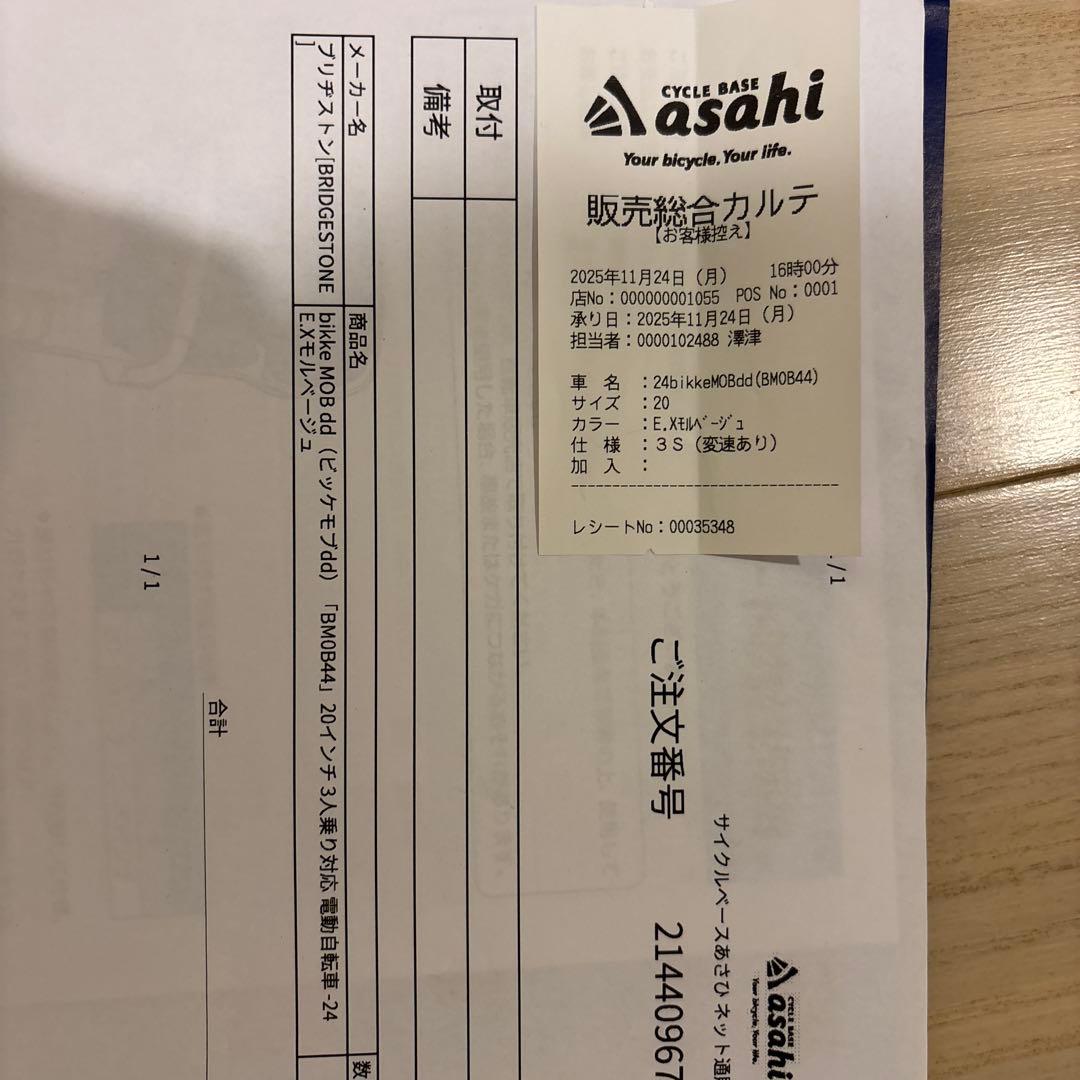 CYCLE BASE
asahi
Your bicycle, Your life.
販売総合カルテ
【お客様控え】
2025年11月24日（月） 16時00分
店No：000000001055 POS No：0001
承り日：2025年11月24日（月）
担当者：0000102488 澤津
車 名 ：24bikkeMOBdd(BM0B44)
サイズ ：20
カラー ：E.Xﾓﾙﾍﾞｰｼﾞｭ
仕 様 ：３Ｓ（変速あり）
加 入 ：
レシートNo：00035348
CYCLE BASE
asahi
Your bicycle, Your life.
サイクルベースあさひ ネット通
/1
ご注文番号 21440967
取付
備考
メーカー名 商品名 数
ブリヂストン[BRIDGESTONE
]
bikke MOB dd（ビッケモブdd）「BM0B44」20インチ 3人乗り対応 電動自転車 -24
E.Xモルベージュ
合計
1/1